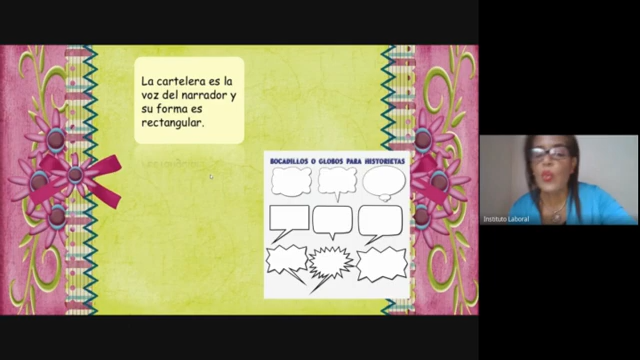 La cartelera es la
voz del narrador y
su forma es
rectangular.
BOCADILLOS O GLOBOS PARA HISTORIETAS
Instituto Laboral